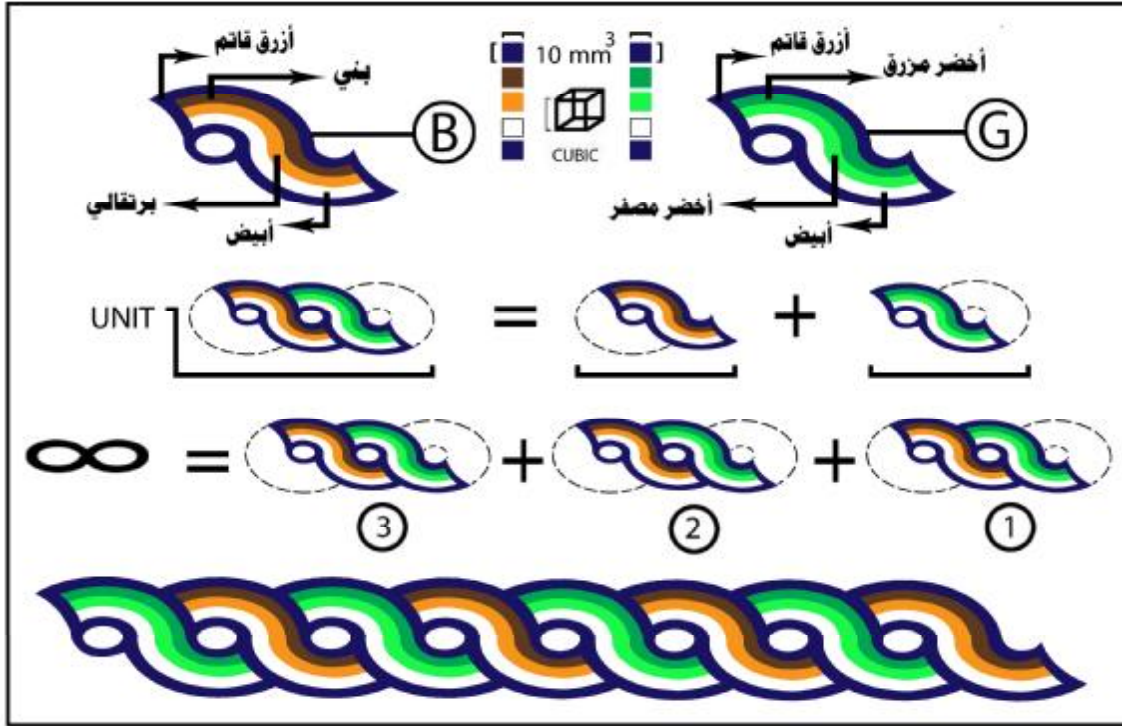 أزرق قاتم
بني
B
برتقالي
أبيض
[ 10 mm³ ]
CUBIC
أزرق قاتم
أخضر مزرق
G
أخضر مصفر
أبيض
UNIT
=
+
∞ = + +
3
2
1